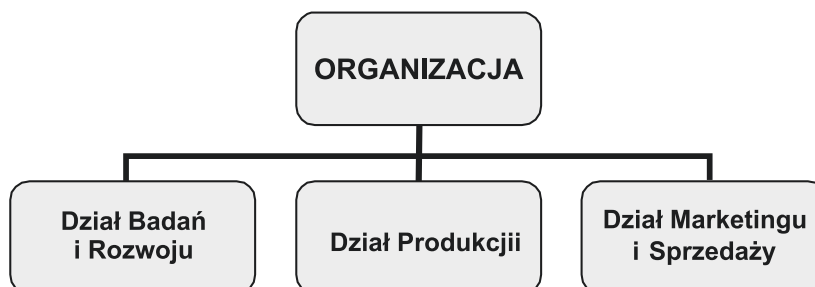 ORGANIZACJA
Dział Badań
i Rozwoju
Dział Produkcjii
Dział Marketingu
i Sprzedaży